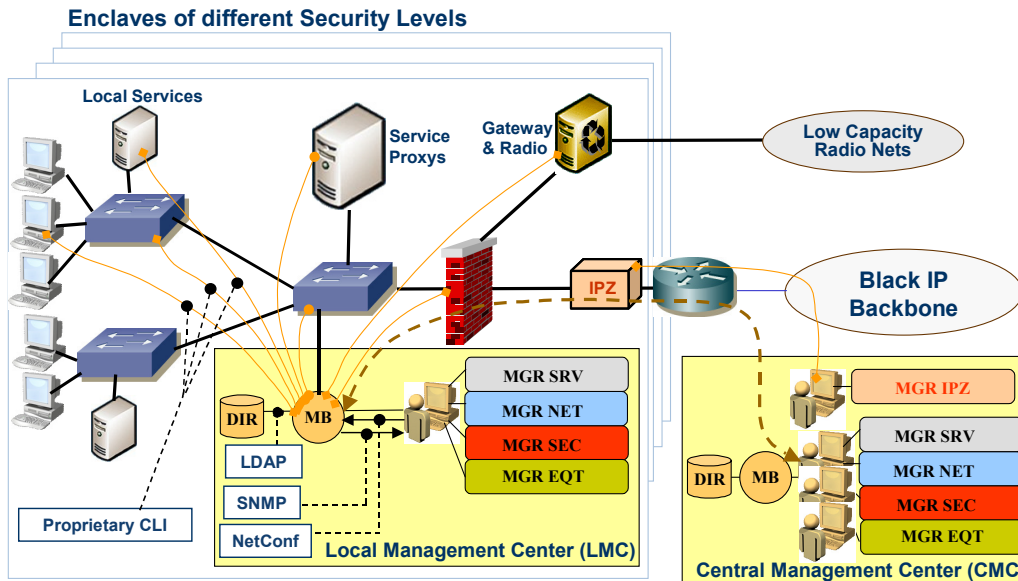 Enclaves of different Security Levels
Local Services
Service
Proxys
Gateway
& Radio
Low Capacity
Radio Nets
IPZ
Black IP
Backbone
MGR SRV
MGR NET
MGR SEC
MGR EQT
DIR
MB
LDAP
SNMP
NetConf
Proprietary CLI
Local Management Center (LMC)
MGR IPZ
MGR SRV
MGR NET
MGR SEC
MGR EQT
DIR
MB
Central Management Center (CMC)